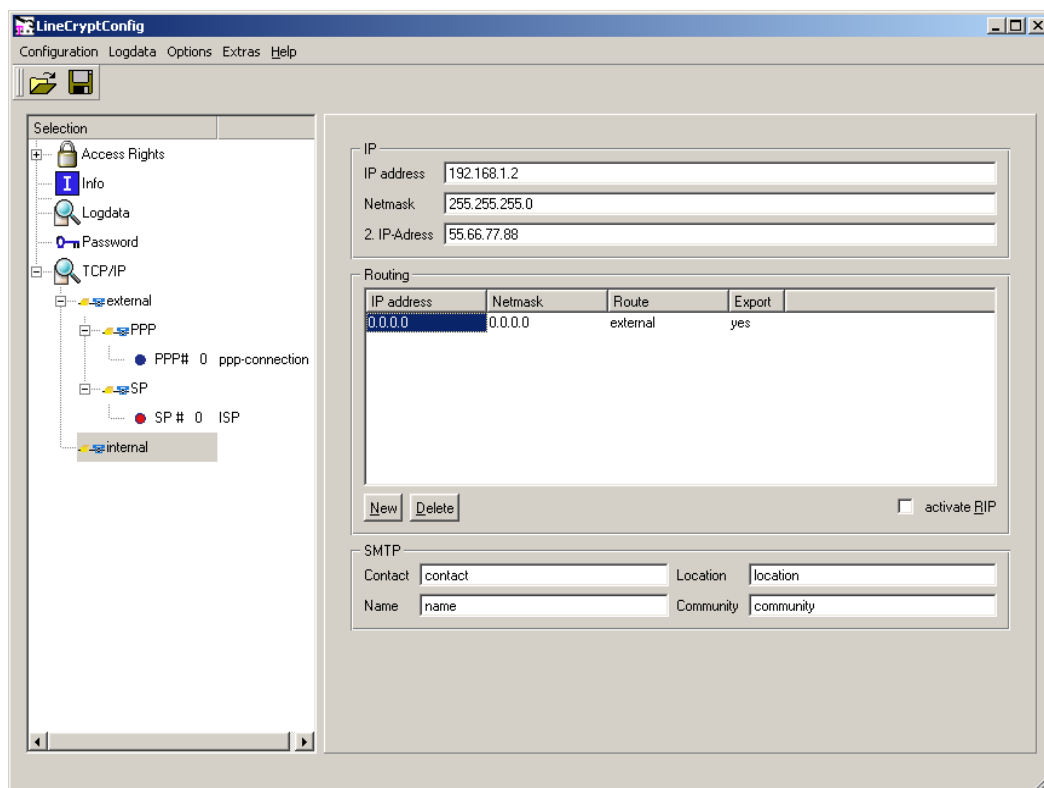 LineCryptConfig
Configuration Logdata Options Extras Help
Selection
Access Rights
Info
Logdata
Password
TCP/IP
external
PPP
PPP# 0 ppp-connection
SP
SP # 0 ISP
internal
IP
IP address 192.168.1.2
Netmask 255.255.255.0
2. IP-Adress 55.66.77.88
Routing
IP address Netmask Route Export
0.0.0.0 0.0.0.0 external yes
New Delete activate RIP
SMTP
Contact contact Location location
Name name Community community